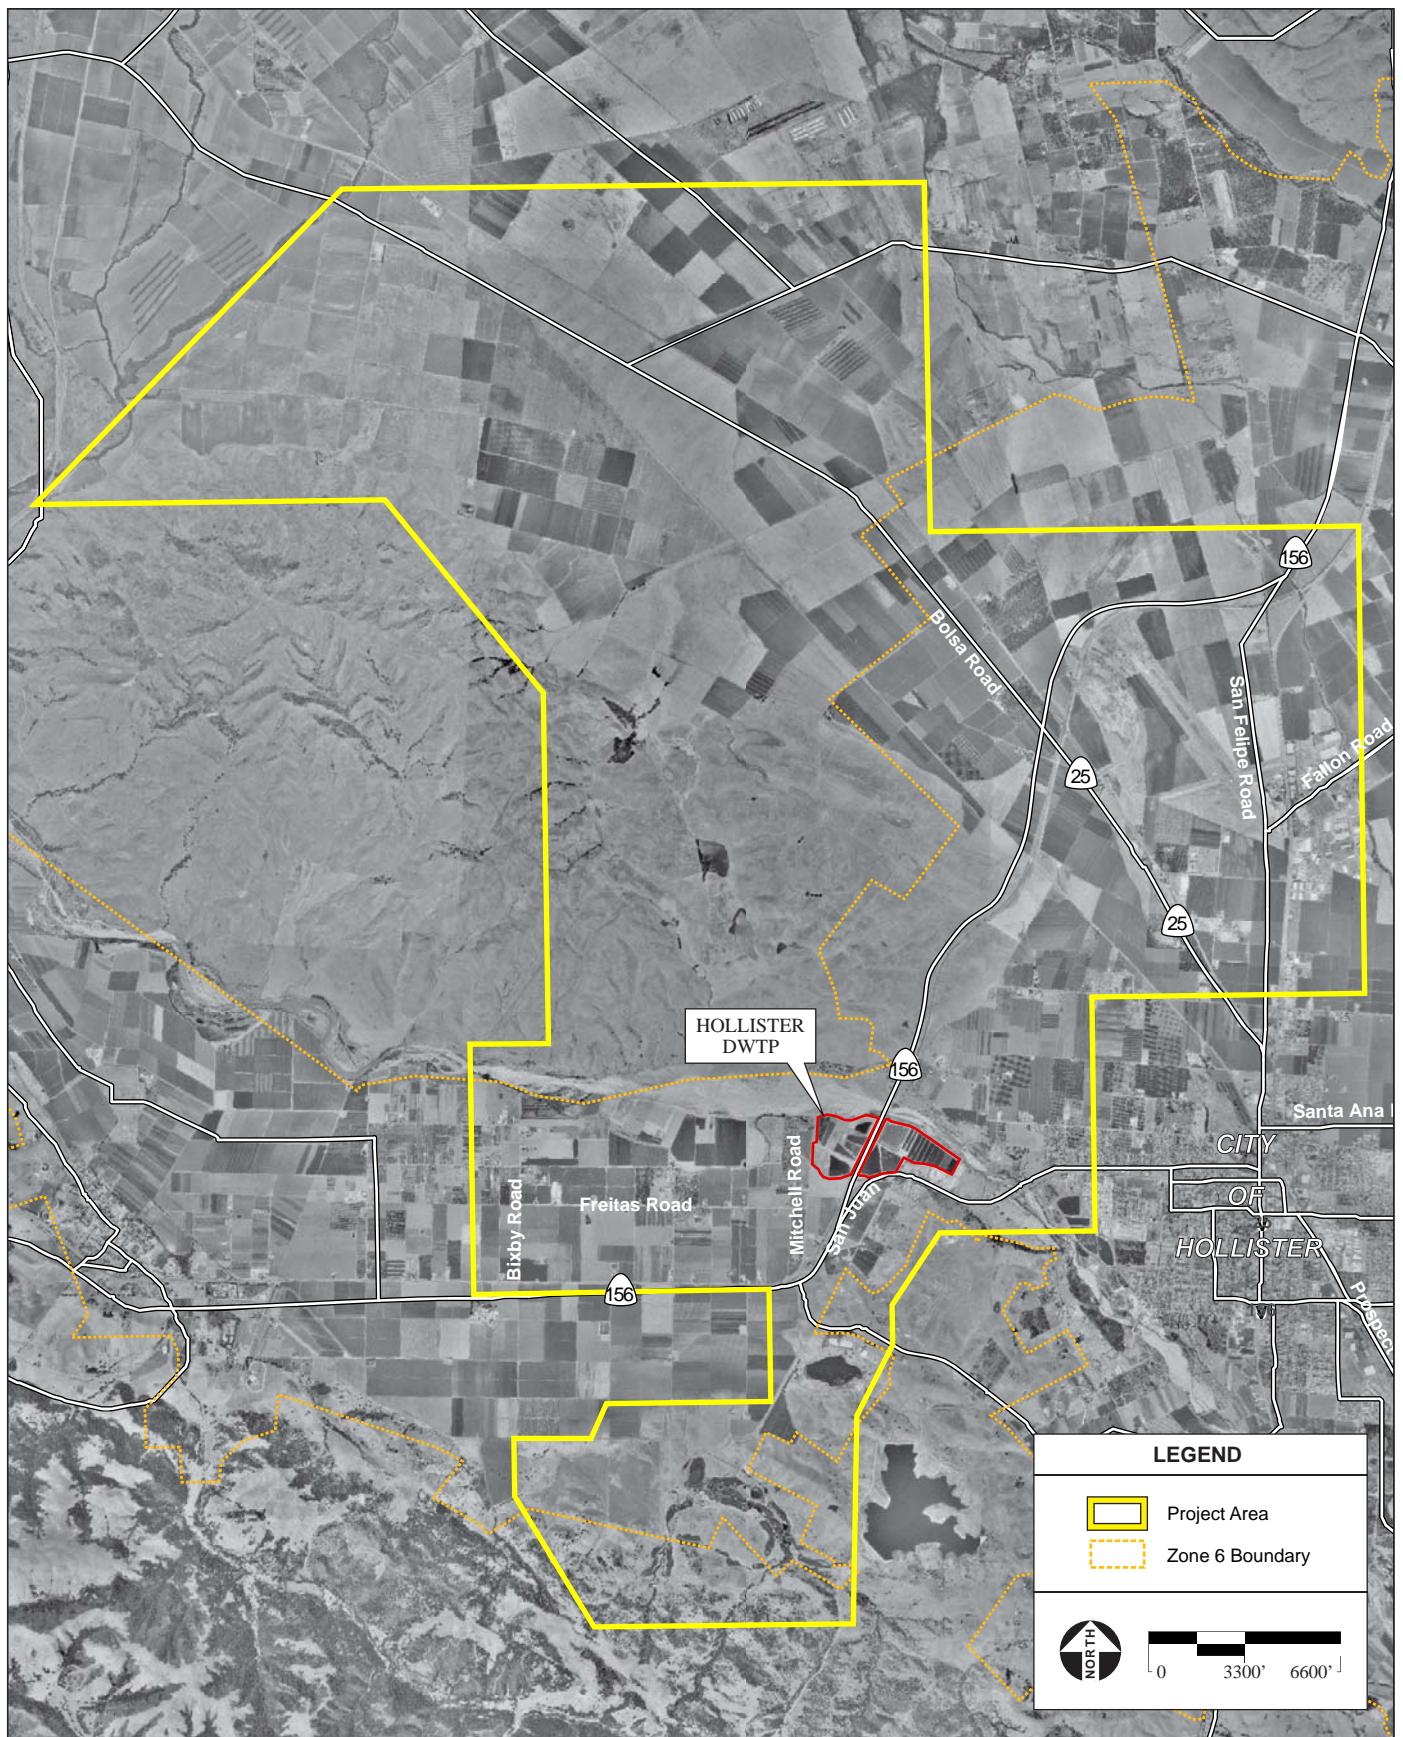 156
Bolsa Road
San Felipe Road
Fallon Road
25
25
HOLLISTER
DWTP
156
Santa Ana
CITY
OF
HOLLISTER
Mitchell Road
San Juan
Freitas Road
Bixby Road
156
Prospect
LEGEND
Project Area
Zone 6 Boundary
NORTH
0 3300' 6600'